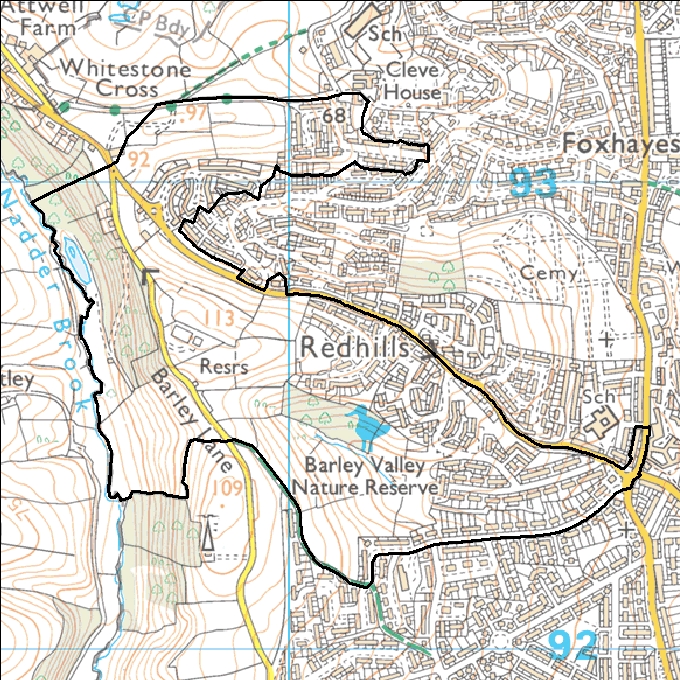 Attwell
Farm
P Bdy
Sch
Whitestone
Cross
Cleve
House
97
68
92
Foxhayes
93
Nadder Brook
Cemy
113
Redhills
Resrs
tley
Barley Lane
Sch
Barley Valley
Nature Reserve
109
75
92